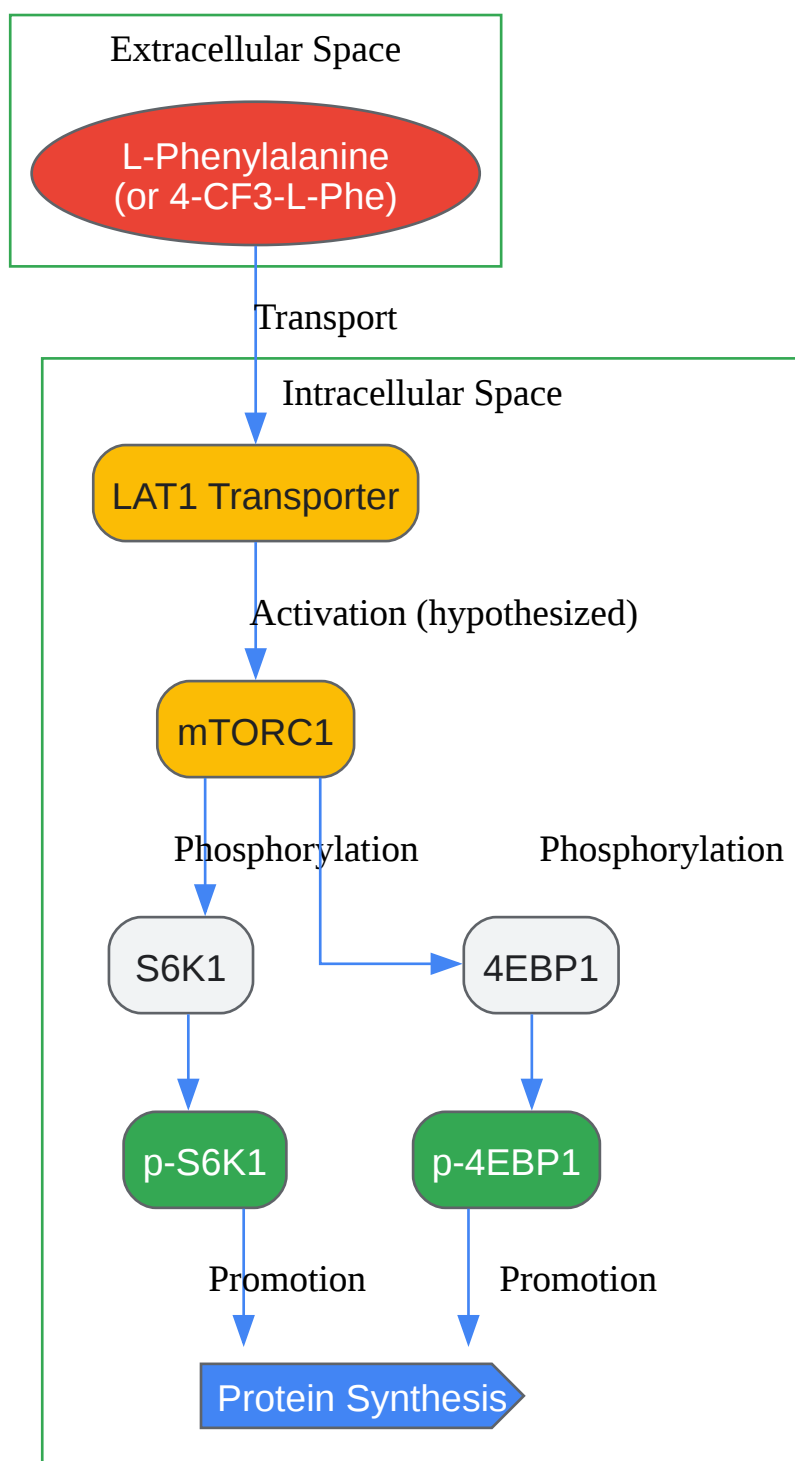 Extracellular Space
L-Phenylalanine
(or 4-CF3-L-Phe)
Transport
Intracellular Space
LAT1 Transporter
Activation (hypothesized)
mTORC1
Phosphorylation
Phosphorylation
S6K1
4EBP1
p-S6K1
p-4EBP1
Promotion
Promotion
Protein Synthesis